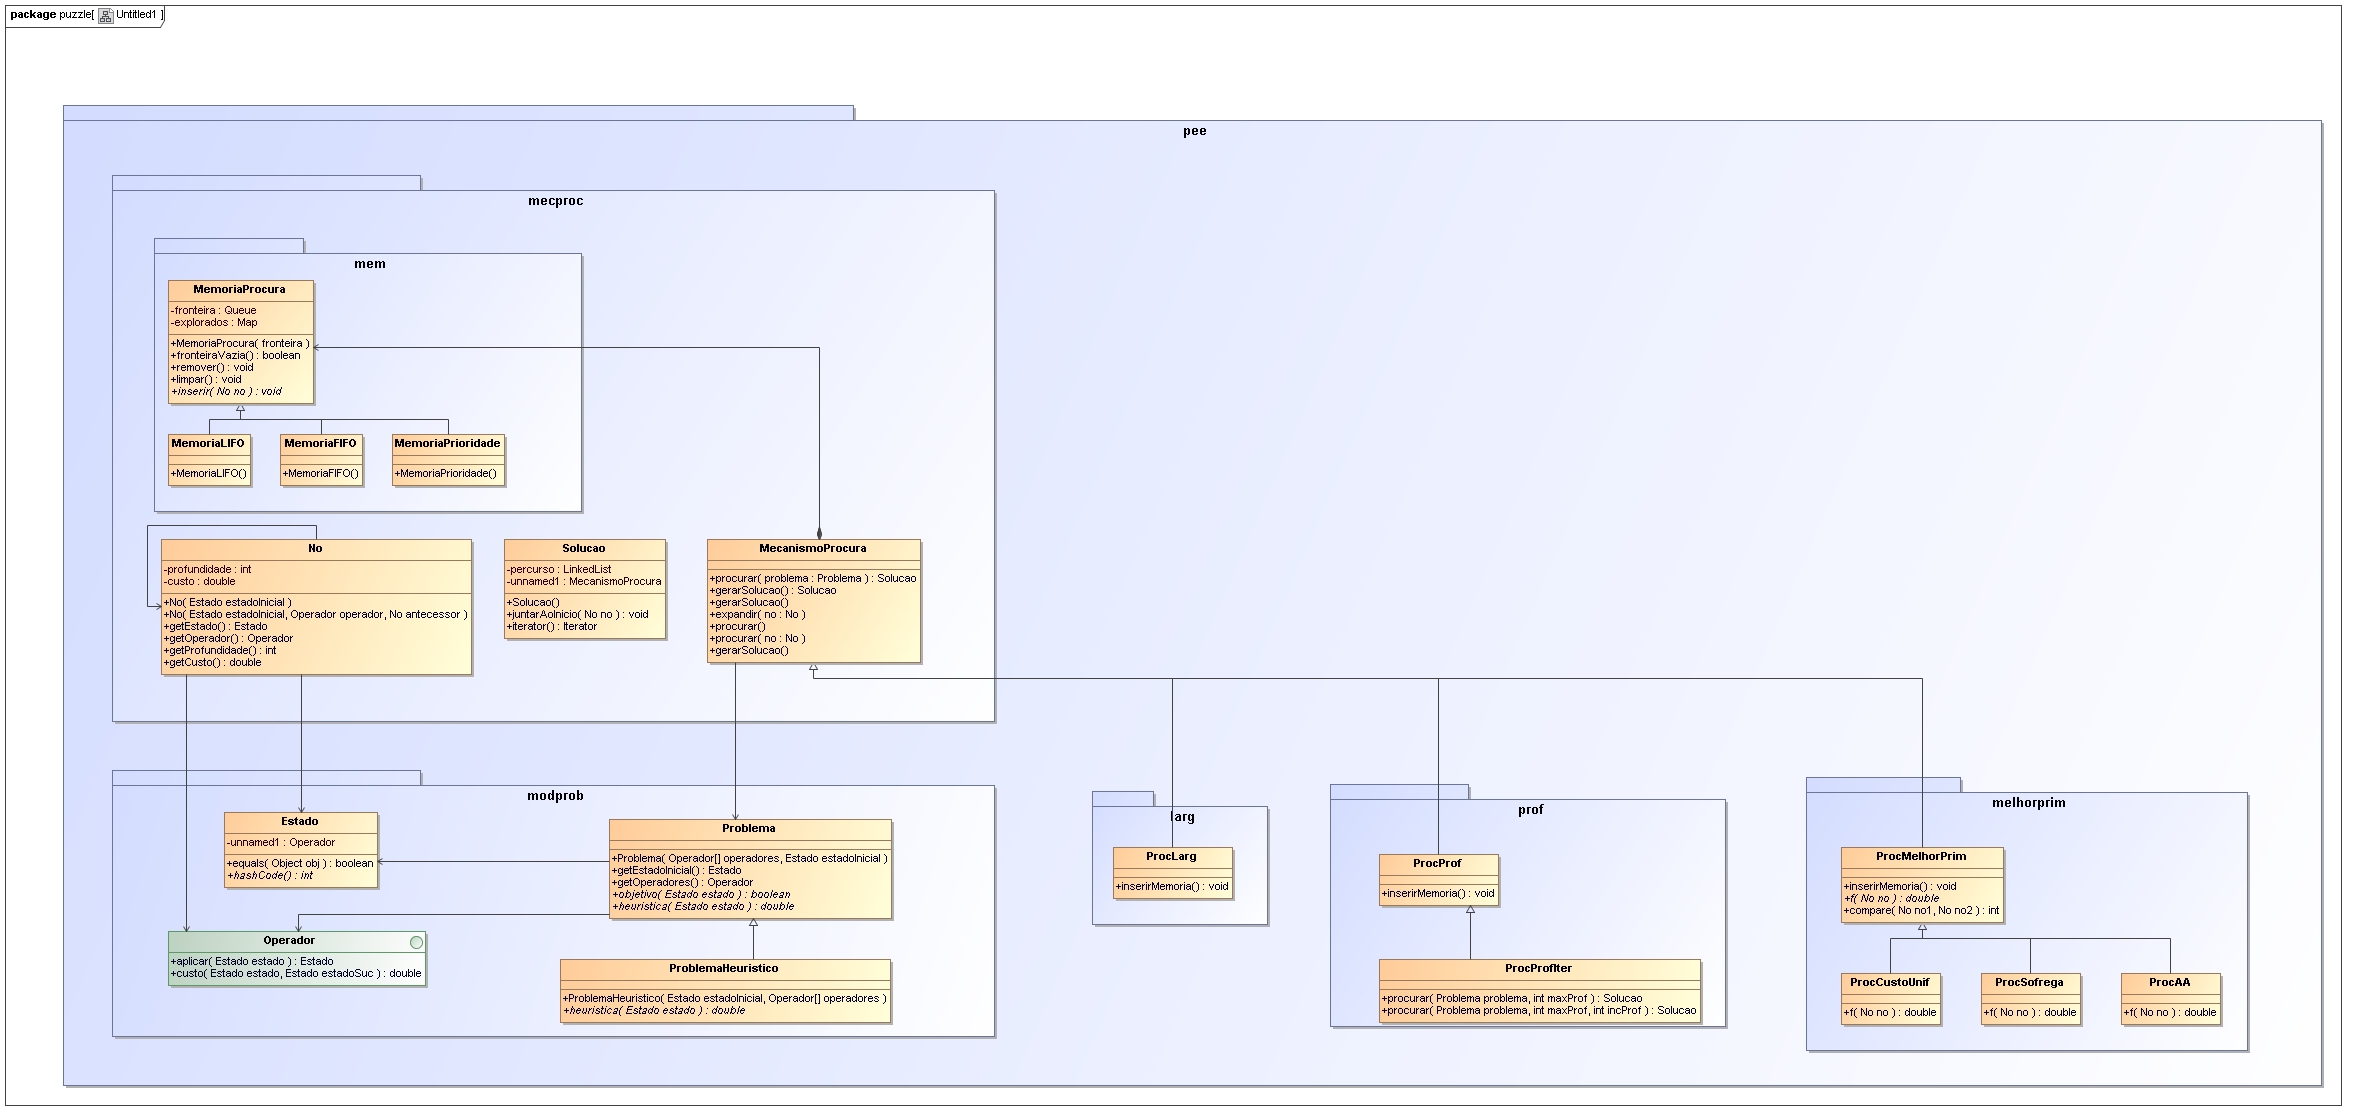 package puzzle[ Untitled1 ]
pee
mecproc
mem
MemoriaProcura
-fronteira : Queue
-explorados : Map
+MemoriaProcura( fronteira )
+fronteiraVazia() : boolean
+remover() : void
+limpar() : void
+inserir( No no ) : void
MemoriaLIFO
+MemoriaLIFO()
MemoriaFIFO
+MemoriaFIFO()
MemoriaPrioridade
+MemoriaPrioridade()
No
-profundidade : int
-custo : double
+No( Estado estadoInicial )
+No( Estado estadoInicial, Operador operador, No antecessor )
+getEstado() : Estado
+getOperador() : Operador
+getProfundidade() : int
+getCusto() : double
Solucao
-percurso : LinkedList
-unnamed1 : MecanismoProcura
+Solucao()
+juntarAoInicio( No no ) : void
+iterator() : Iterator
MecanismoProcura
+procurar( problema : Problema ) : Solucao
+gerarSolucao() : Solucao
+gerarSolucao()
+expandir( no : No )
+procurar()
+procurar( no : No )
+gerarSolucao()
modprob
Estado
-unnamed1 : Operador
+equals( Object obj ) : boolean
+hashCode() : int
Problema
+Problema( Operador[] operadores, Estado estadoInicial )
+getEstadoInicial() : Estado
+getOperadores() : Operador
+objetivo( Estado estado ) : boolean
+heuristica( Estado estado ) : double
Operador
+aplicar( Estado estado ) : Estado
+custo( Estado estado, Estado estadoSuc ) : double
ProblemaHeuristico
+ProblemaHeuristico( Estado estadoInicial, Operador[] operadores )
+heuristica( Estado estado ) : double
larg
ProcLarg
+inserirMemoria() : void
prof
ProcProf
+inserirMemoria() : void
ProcProfIter
+procurar( Problema problema, int maxProf ) : Solucao
+procurar( Problema problema, int maxProf, int incProf ) : Solucao
melhorprim
ProcMelhorPrim
+inserirMemoria() : void
+f( No no ) : double
+compare( No no1, No no2 ) : int
ProcCustoUnif
+f( No no ) : double
ProcSofrega
+f( No no ) : double
ProcAA
+f( No no ) : double